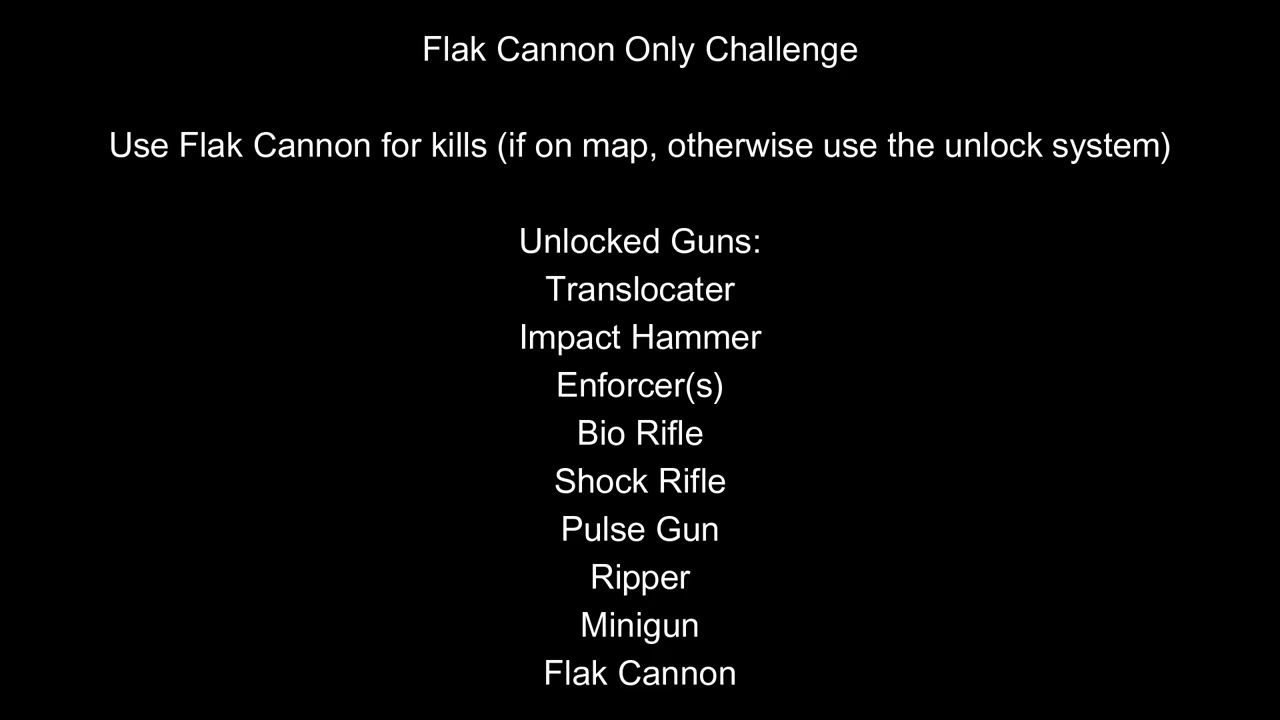 Flak Cannon Only Challenge
Use Flak Cannon for kills (if on map, otherwise use the unlock system)
Unlocked Guns:
Translocater
Impact Hammer
Enforcer(s)
Bio Rifle
Shock Rifle
Pulse Gun
Ripper
Minigun
Flak Cannon